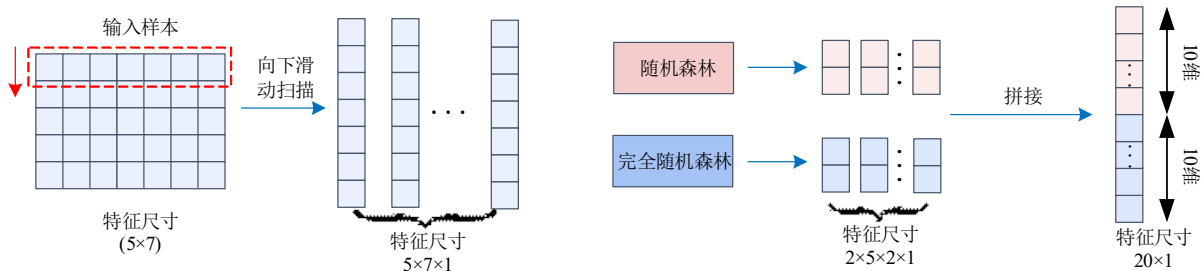 输入样本
向下滑
动扫描
···
特征尺寸
(5×7)
特征尺寸
5×7×1
随机森林
完全随机森林
特征尺寸
2×5×2×1
拼接
10维
10维
特征尺寸
20×1